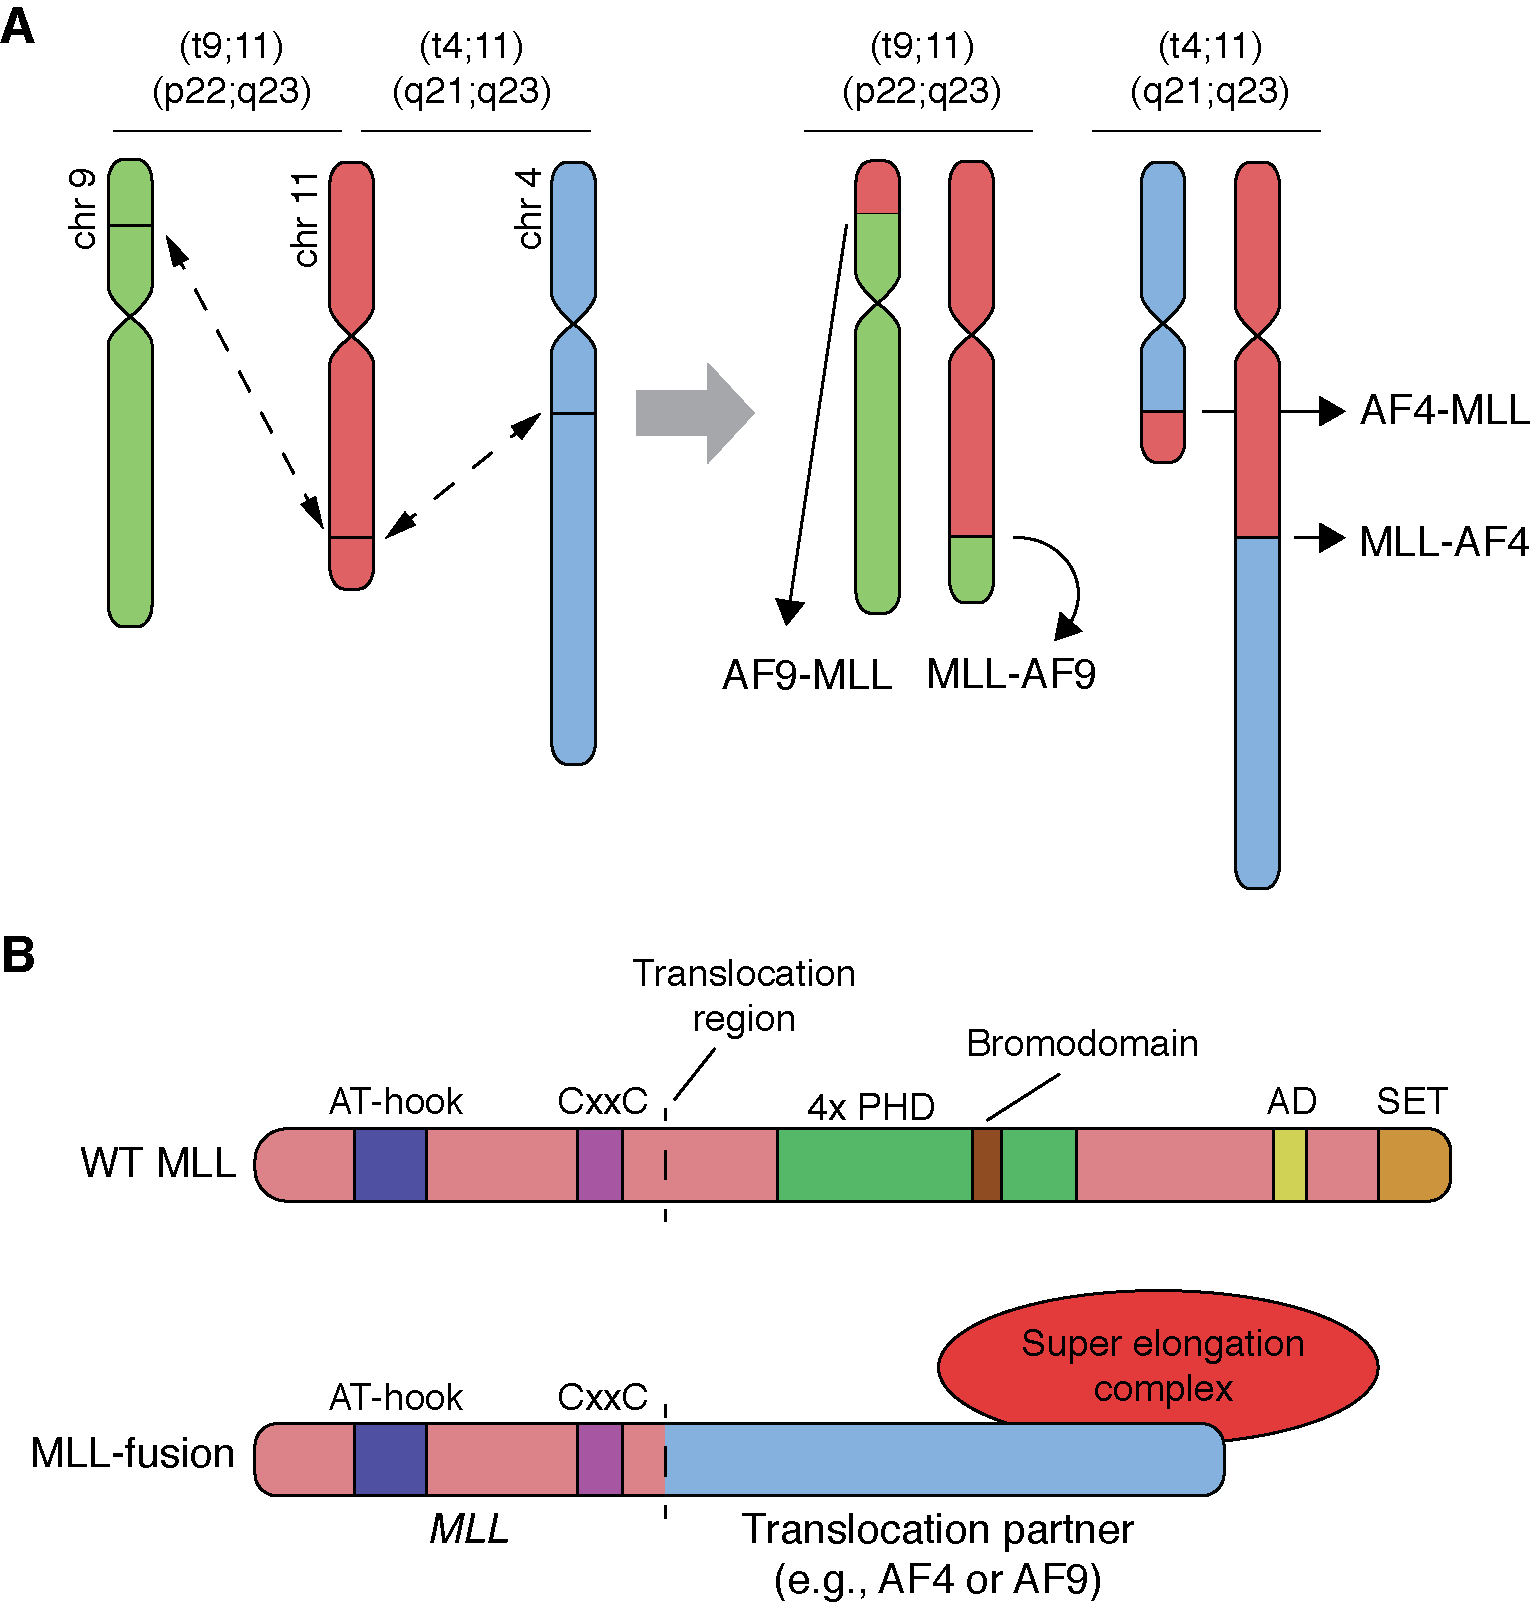 A
(t9;11)
(p22;q23)
(t4;11)
(q21;q23)
(t9;11)
(p22;q23)
(t4;11)
(q21;q23)
chr 9
chr 11
chr 4
AF4-MLL
MLL-AF4
AF9-MLL
MLL-AF9
B
Translocation
region
Bromodomain
AT-hook
CxxC
4x PHD
AD
SET
WT MLL
Super elongation
complex
AT-hook
CxxC
MLL-fusion
MLL
Translocation partner
(e.g., AF4 or AF9)